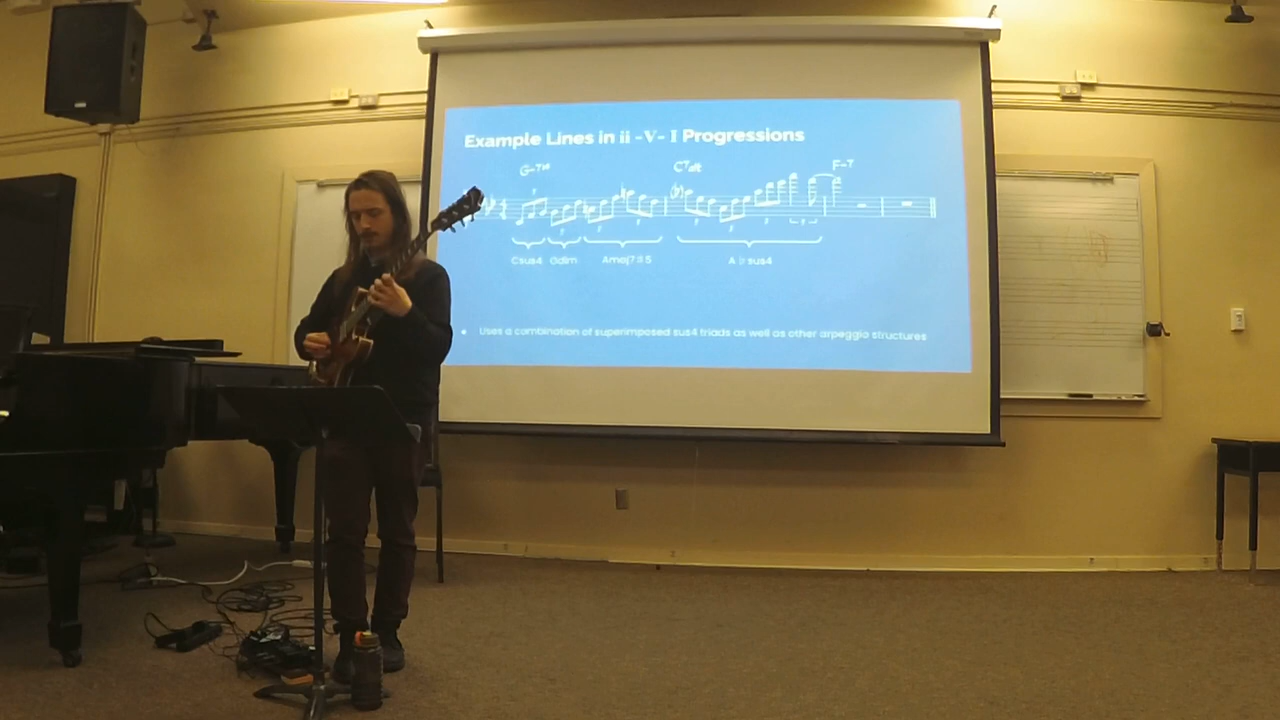 Example Lines in ii -V- I Progressions
C7alt F-7
Csus4 Gdim Amaj7#5 A♭sus4
Uses a combination of superimposed sus4 triads as well as other arpeggio structures